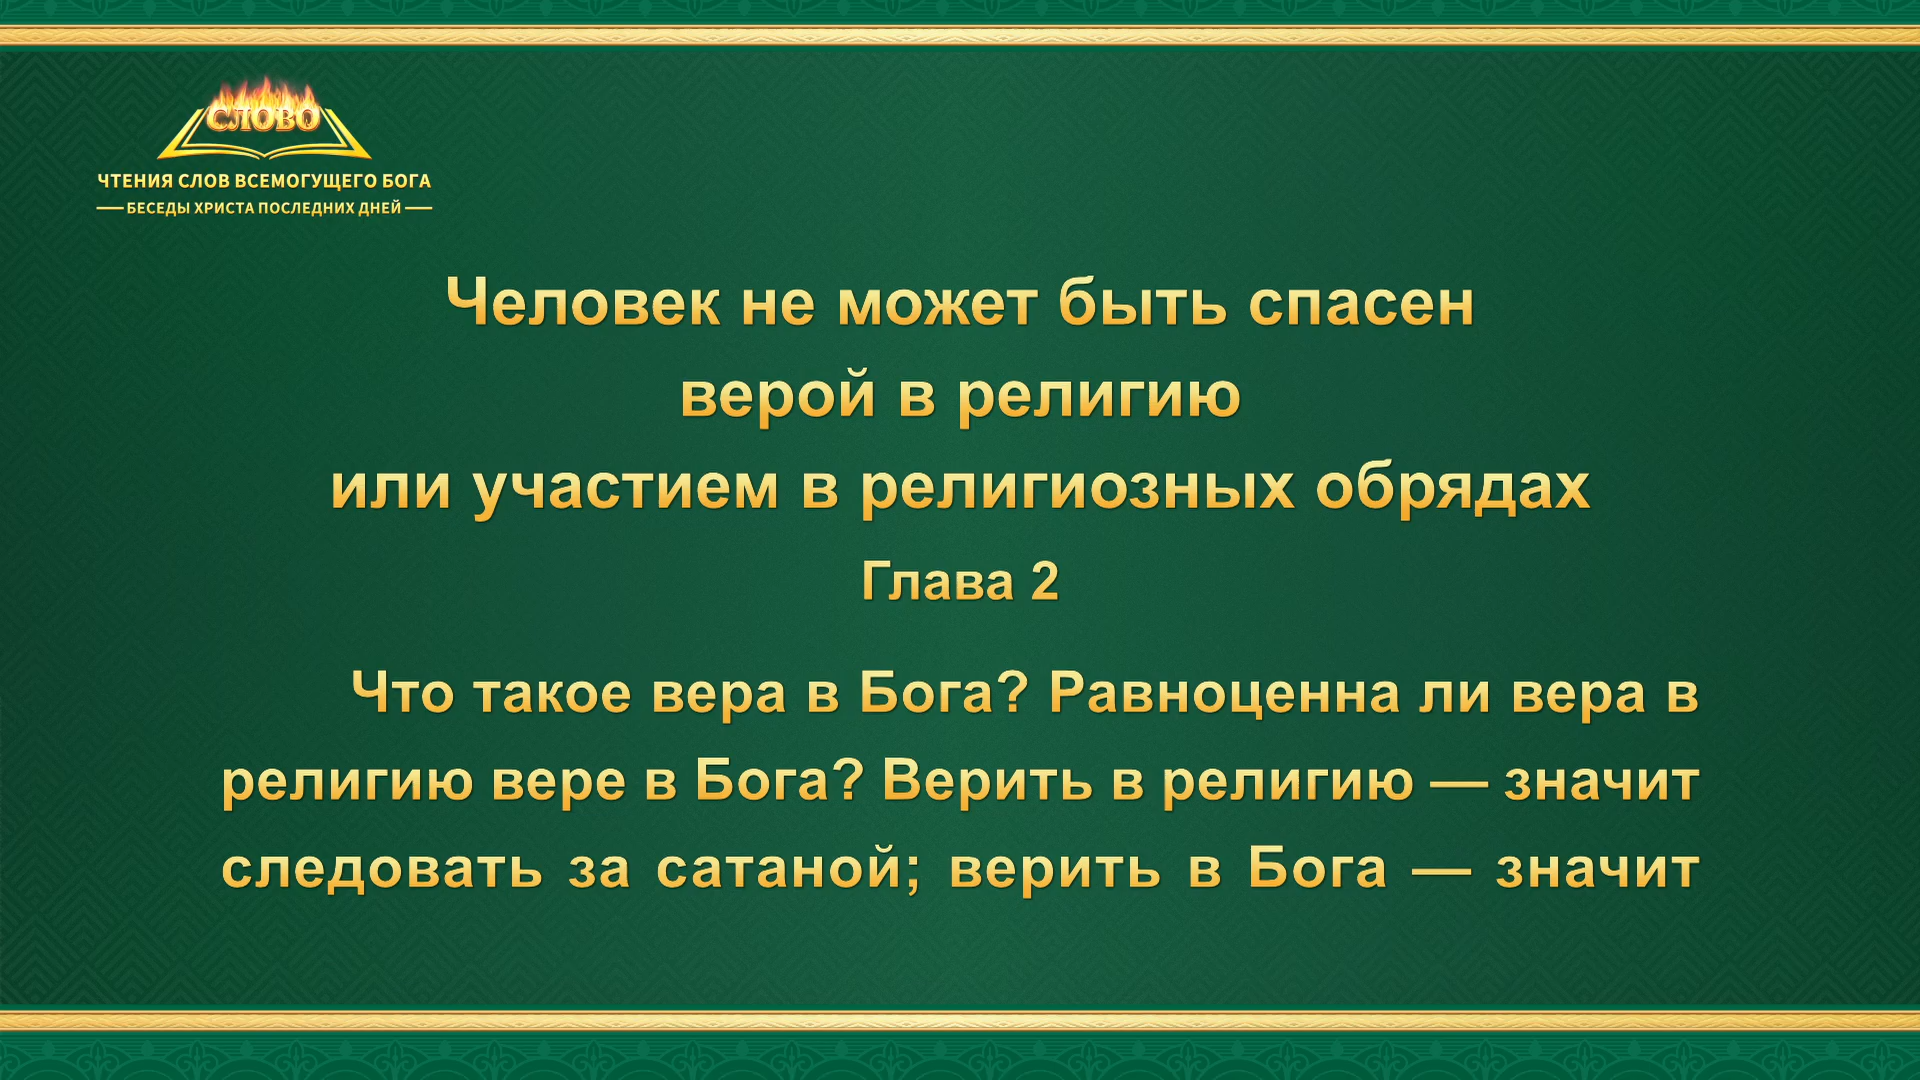 СЛОВО
ЧТЕНИЯ СЛОВ ВСЕМОГУЩЕГО БОГА
— БЕСЕДЫ ХРИСТА ПОСЛЕДНИХ ДНЕЙ —
Человек не может быть спасен
верой в религию
или участием в религиозных обрядах
Глава 2
Что такое вера в Бога? Равноценна ли вера в
религию вере в Бога? Верить в религию — значит
следовать за сатаной; верить в Бога — значит